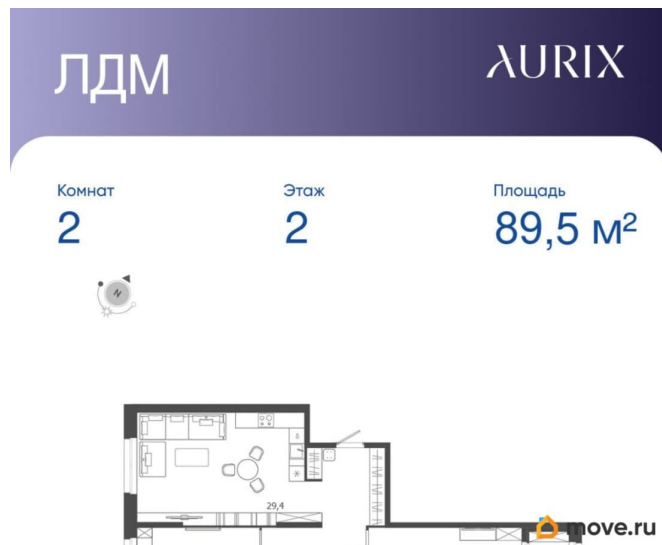 ЛДМ
AURIX
Комнат
Этаж
Площадь
2
2
89,5 м²
N
29,4
move.ru